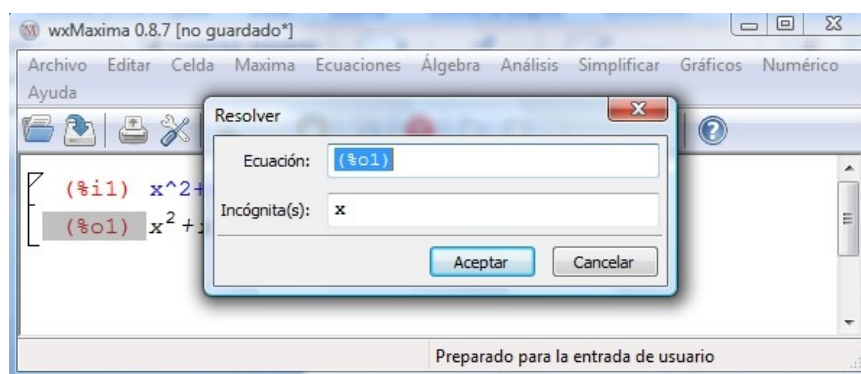 wxMaxima 0.8.7 [no guardado*]
Archivo Editar Celda Maxima Ecuaciones Álgebra Análisis Simplificar Gráficos Numérico
Ayuda
Resolver
Ecuación: (%o1)
Incógnita(s): x
Aceptar Cancelar
(%i1) x^2+
(%o1) x²+
Preparado para la entrada de usuario